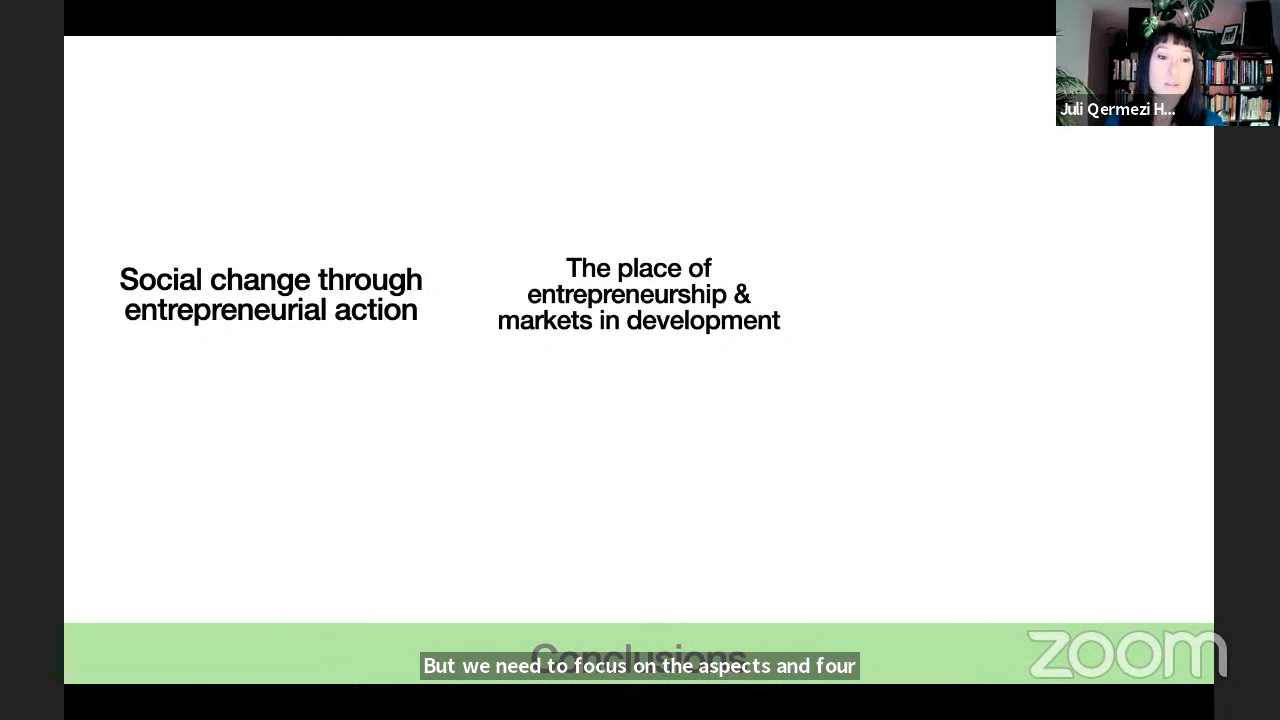 Juli Qermezi H...
Social change through
entrepreneurial action
The place of
entrepreneurship &
markets in development
Conclusions
But we need to focus on the aspects and four
zoom